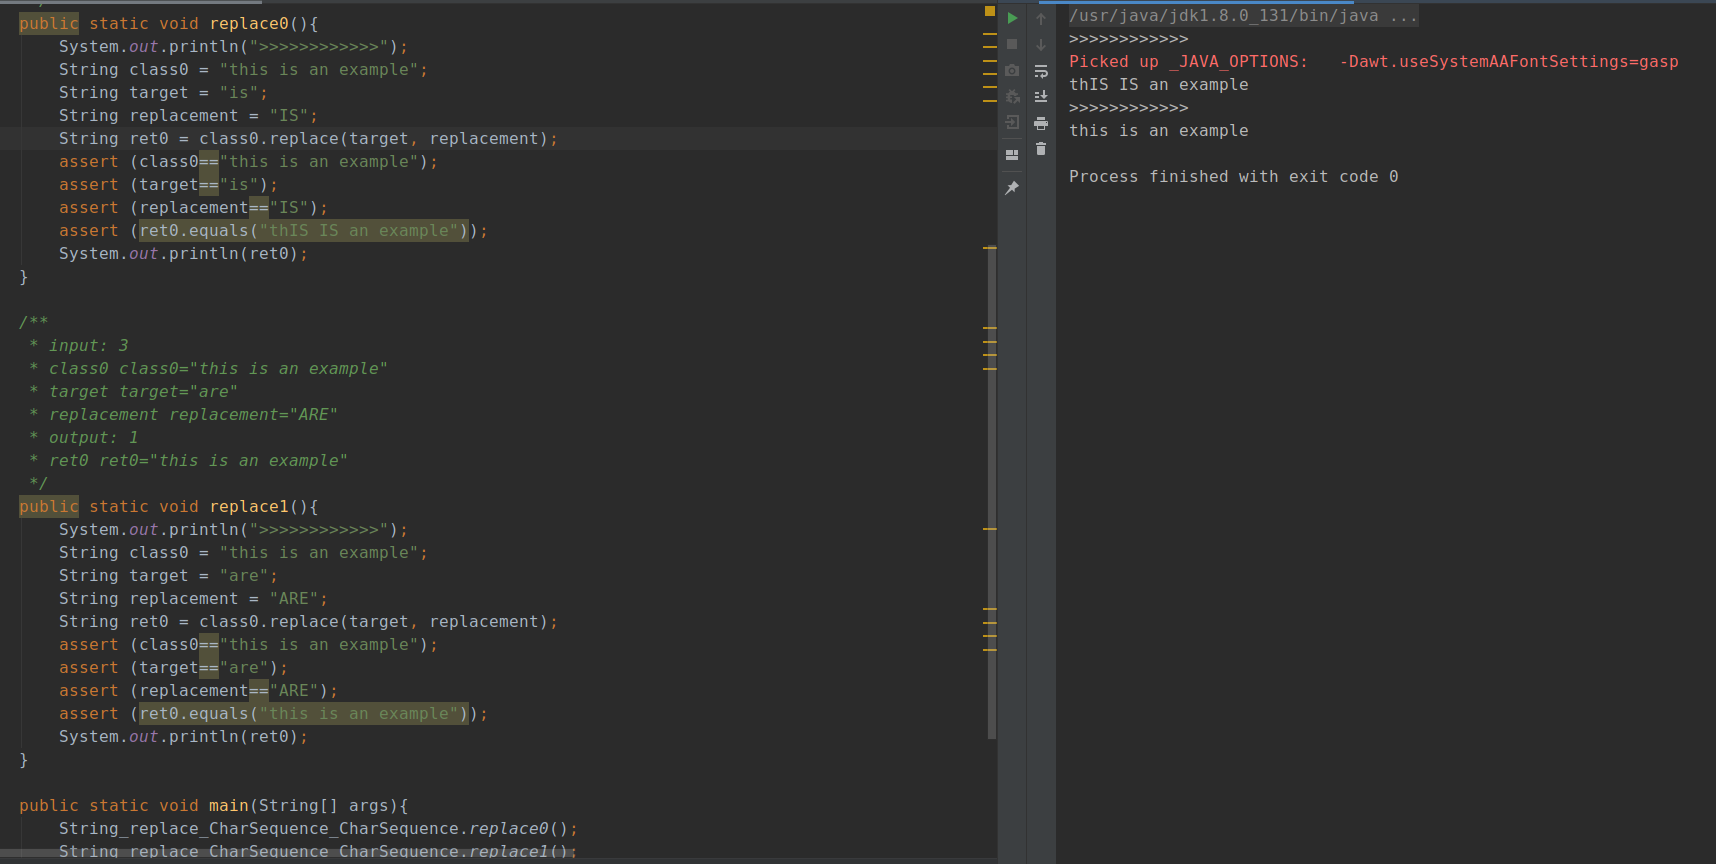 public static void replace0(){
    System.out.println(">>>>>>>>>>>>");
    String class0 = "this is an example";
    String target = "is";
    String replacement = "IS";
    String ret0 = class0.replace(target, replacement);
    assert (class0=="this is an example");
    assert (target=="is");
    assert (replacement=="IS");
    assert (ret0.equals("thIS IS an example"));
    System.out.println(ret0);
}
/**
 * input: 3
 * class0 class0="this is an example"
 * target target="are"
 * replacement replacement="ARE"
 * output: 1
 * ret0 ret0="this is an example"
 */
public static void replace1(){
    System.out.println(">>>>>>>>>>>>");
    String class0 = "this is an example";
    String target = "are";
    String replacement = "ARE";
    String ret0 = class0.replace(target, replacement);
    assert (class0=="this is an example");
    assert (target=="are");
    assert (replacement=="ARE");
    assert (ret0.equals("this is an example"));
    System.out.println(ret0);
}
public static void main(String[] args){
    String_replace_CharSequence_CharSequence.replace0();
    String_replace_CharSequence_CharSequence.replace1();
/usr/java/jdk1.8.0_131/bin/java ...
>>>>>>>>>>>>
Picked up _JAVA_OPTIONS:   -Dawt.useSystemAAFontSettings=gasp
thIS IS an example
>>>>>>>>>>>>
this is an example
Process finished with exit code 0